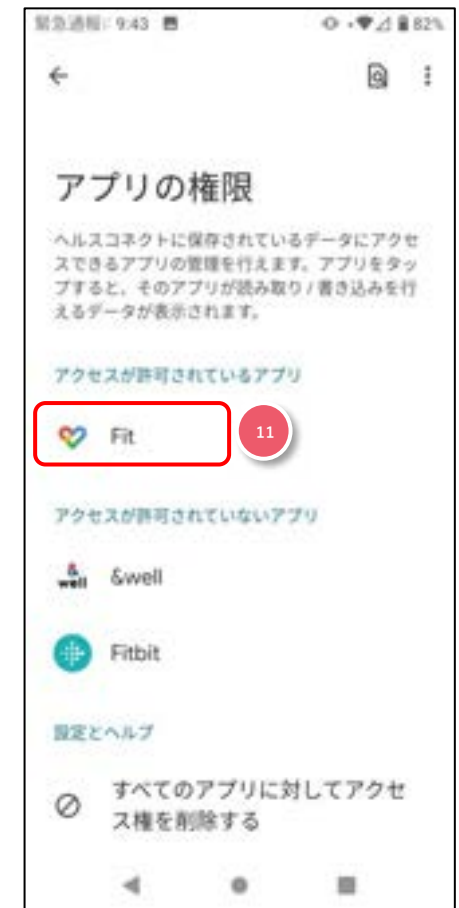 緊急通報: 9:43 82%
アプリの権限
ヘルスコネクトに保存されているデータにアクセ
スできるアプリの管理を行えます。アプリをタッ
プすると、そのアプリが読み取り / 書き込みを行
えるデータが表示されます。
アクセスが許可されているアプリ
Fit
11
アクセスが許可されていないアプリ
& well
&well
Fitbit
設定とヘルプ
すべてのアプリに対してアクセ
ス権を削除する